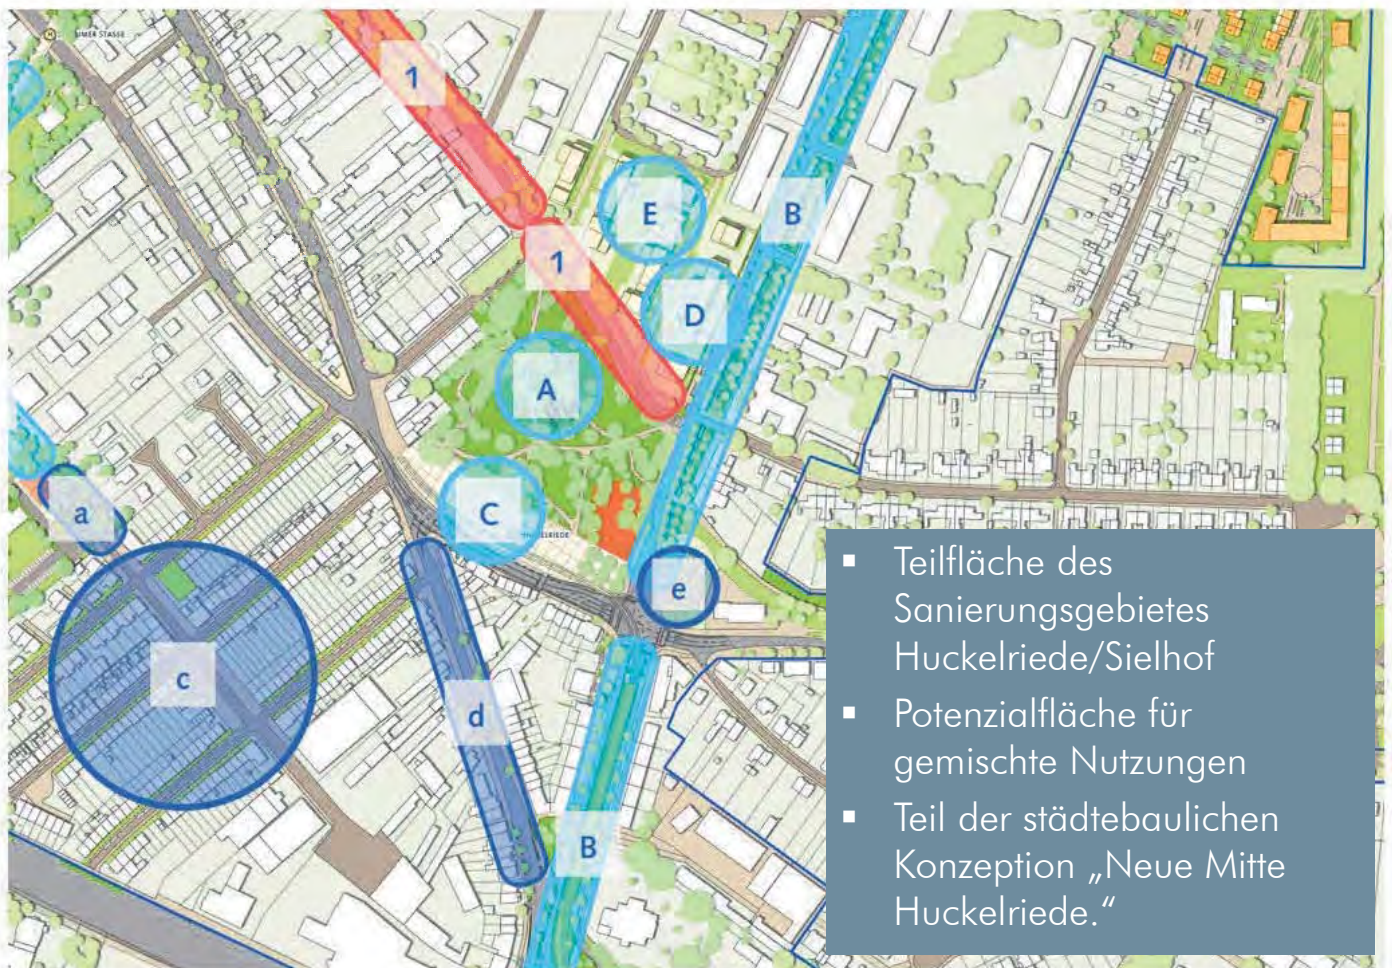 1
1
E
B
D
A
C
a
e
c
d
B
▪ Teilfläche des
Sanierungsgebietes
Huckelriede/Sielhof
▪ Potenzialfläche für
gemischte Nutzungen
▪ Teil der städtebaulichen
Konzeption „Neue Mitte
Huckelriede.“